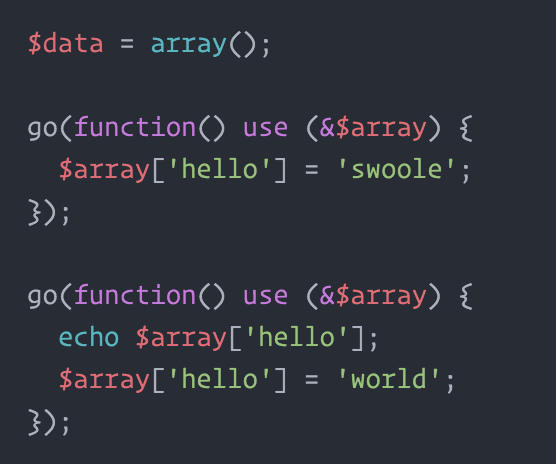 $data = array();

go(function() use (&$array) {
  $array['hello'] = 'swoole';
});

go(function() use (&$array) {
  echo $array['hello'];
  $array['hello'] = 'world';
});